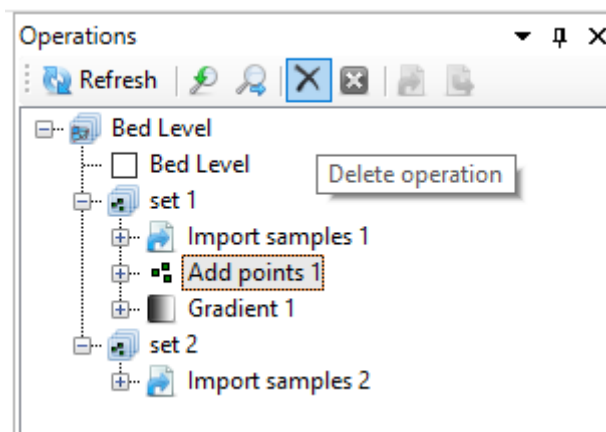 Operations
Refresh
Bed Level
Bed Level
Delete operation
set 1
Import samples 1
Add points 1
Gradient 1
set 2
Import samples 2